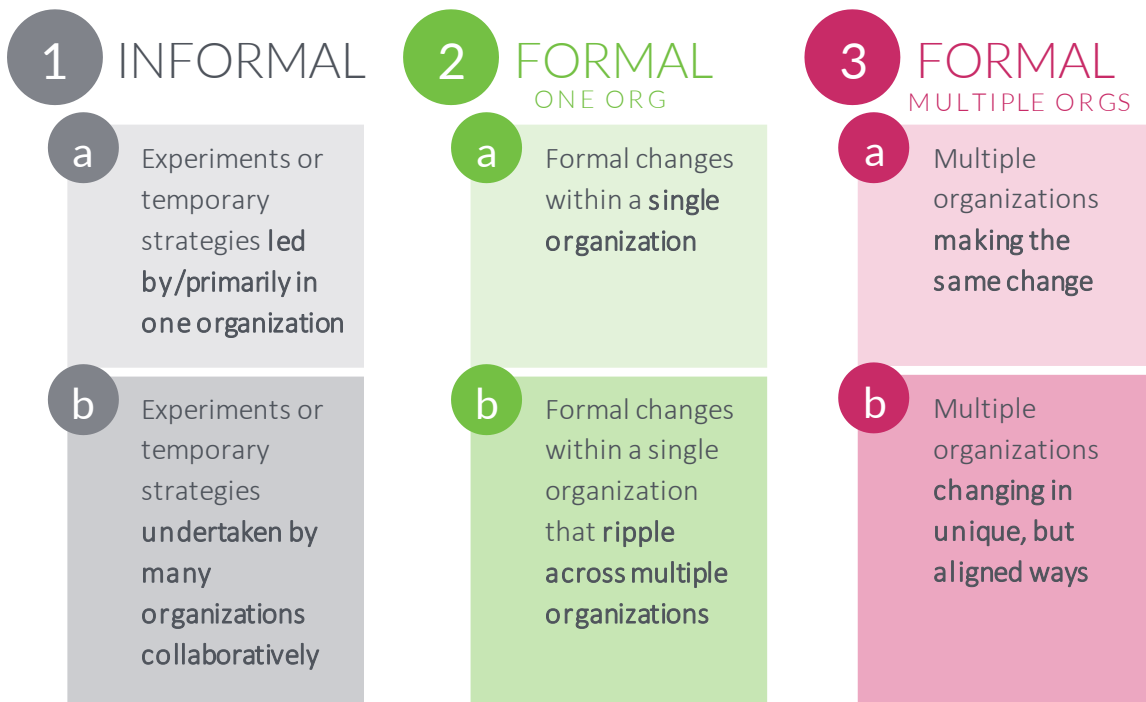 1 INFORMAL
a
Experiments or
temporary
strategies led
by/primarily in
one organization
b
Experiments or
temporary
strategies
undertaken by
many
organizations
collaboratively
2 FORMAL
ONE ORG
a
Formal changes
within a single
organization
b
Formal changes
within a single
organization
that ripple
across multiple
organizations
3 FORMAL
MULTIPLE ORGS
a
Multiple
organizations
making the
same change
b
Multiple
organizations
changing in
unique, but
aligned ways